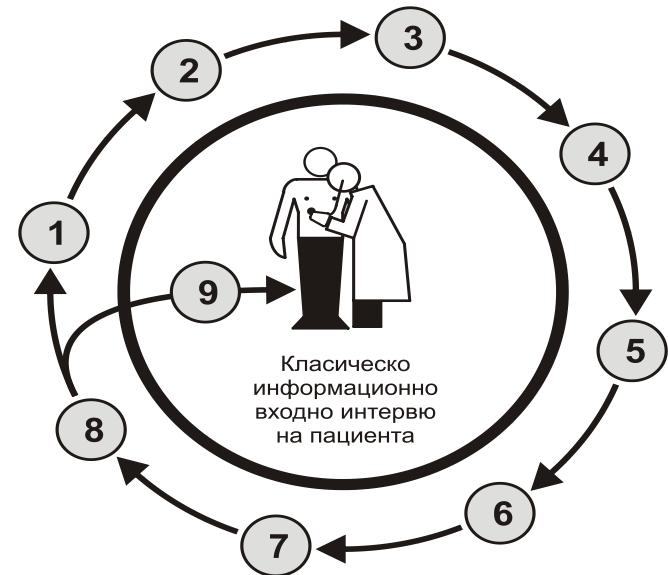 1
2
3
4
5
6
7
8
9
Класическо
информационно
входно интервю
на пациента